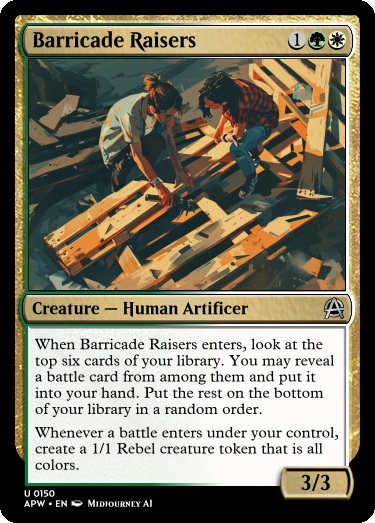 Barricade Raisers 1
Creature — Human Artificer
When Barricade Raisers enters, look at the
top six cards of your library. You may reveal
a battle card from among them and put it
into your hand. Put the rest on the bottom
of your library in a random order.
Whenever a battle enters under your control,
create a 1/1 Rebel creature token that is all
colors.
3/3
U 0150
APW • EN Midjourney AI